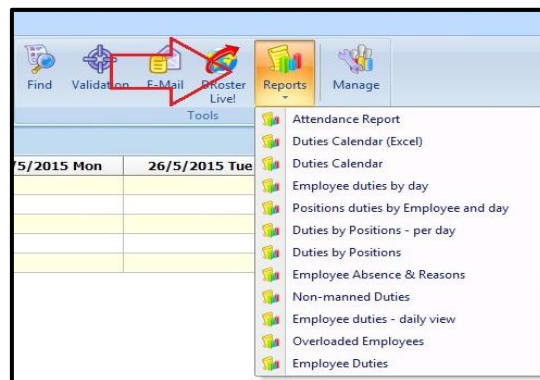 Find Validation E-Mail DRoster Live! Reports Manage
Tools
/5/2015 Mon 26/5/2015 Tue
Attendance Report
Duties Calendar (Excel)
Duties Calendar
Employee duties by day
Positions duties by Employee and day
Duties by Positions - per day
Duties by Positions
Employee Absence & Reasons
Non-manned Duties
Employee duties - daily view
Overloaded Employees
Employee Duties